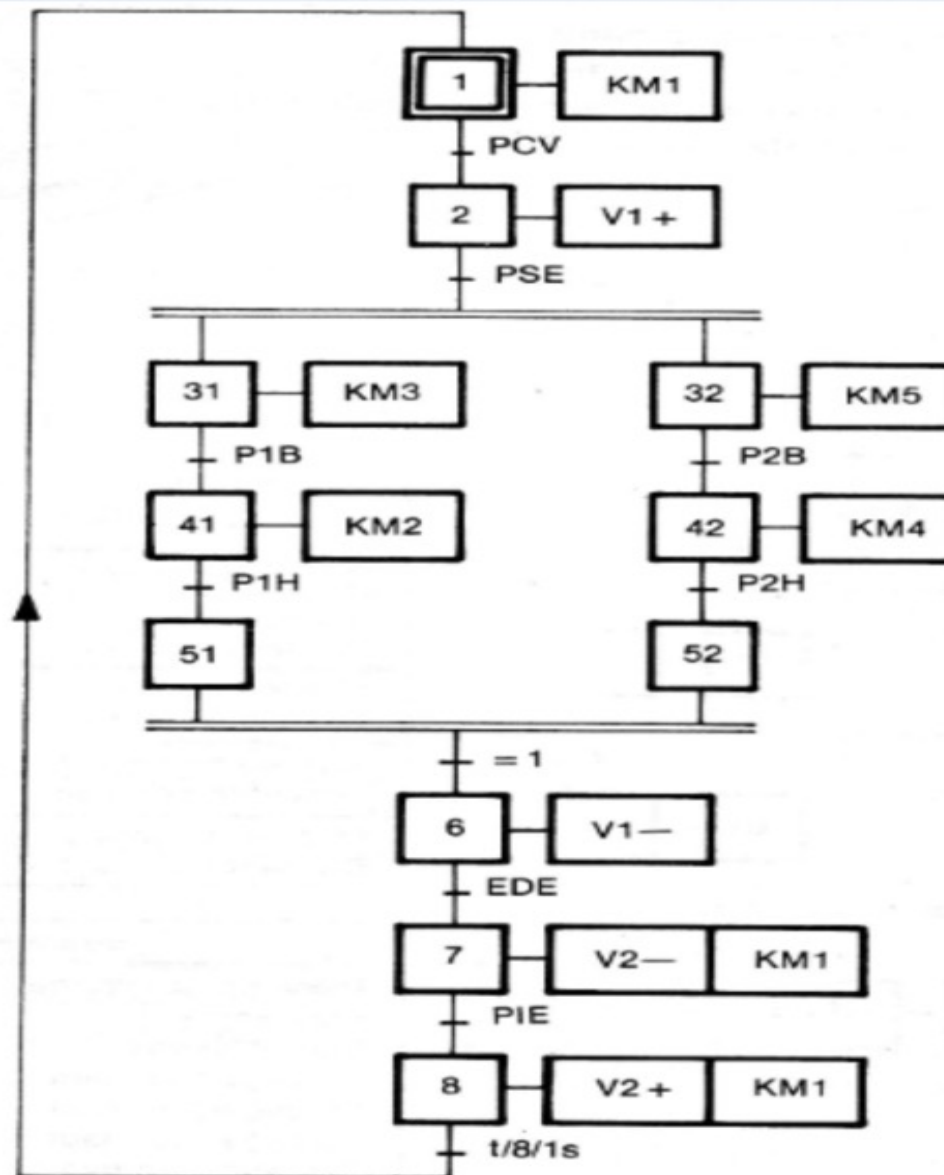 1 KM1
PCV
2 V1 +
PSE
31 KM3 32 KM5
P1B P2B
41 KM2 42 KM4
P1H P2H
51 52
= 1
6 V1—
EDE
7 V2— KM1
PIE
8 V2 + KM1
t/8/1s